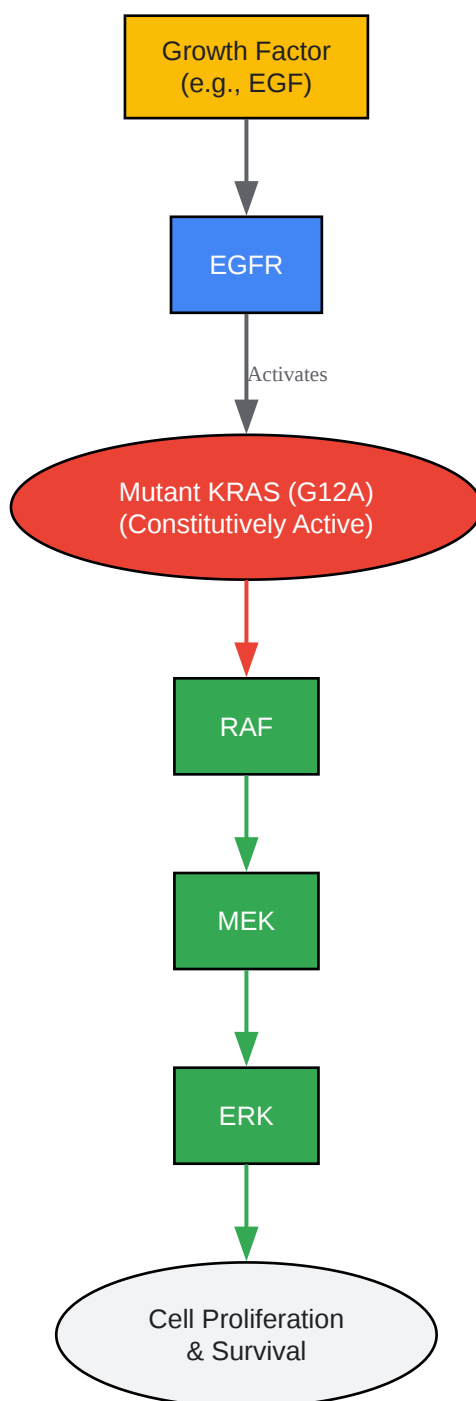 Growth Factor
(e.g., EGF)
EGFR
Activates
Mutant KRAS (G12A)
(Constitutively Active)
RAF
MEK
ERK
Cell Proliferation
& Survival